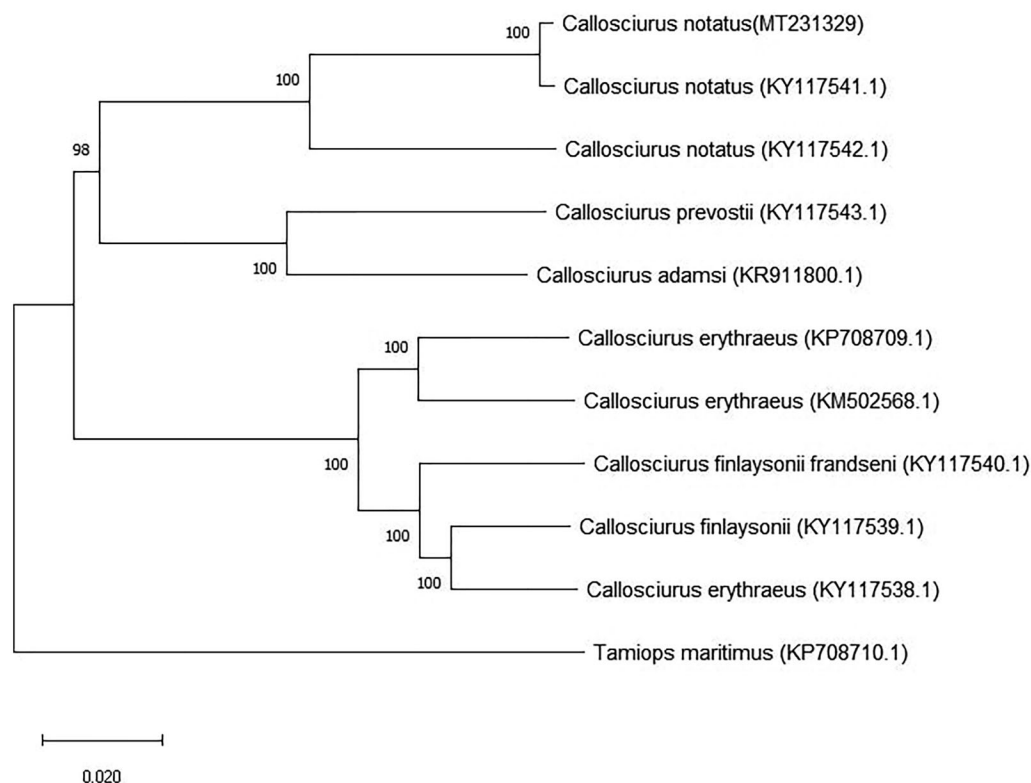 100
Callosciurus notatus(MT231329)
100
Callosciurus notatus (KY117541.1)
98
Callosciurus notatus (KY117542.1)
Callosciurus prevostii (KY117543.1)
100
Callosciurus adamsi (KR911800.1)
100
Callosciurus erythraeus (KP708709.1)
Callosciurus erythraeus (KM502568.1)
100
Callosciurus finlaysonii frandseni (KY117540.1)
100
Callosciurus finlaysonii (KY117539.1)
100
Callosciurus erythraeus (KY117538.1)
Tamiops maritimus (KP708710.1)
0.020